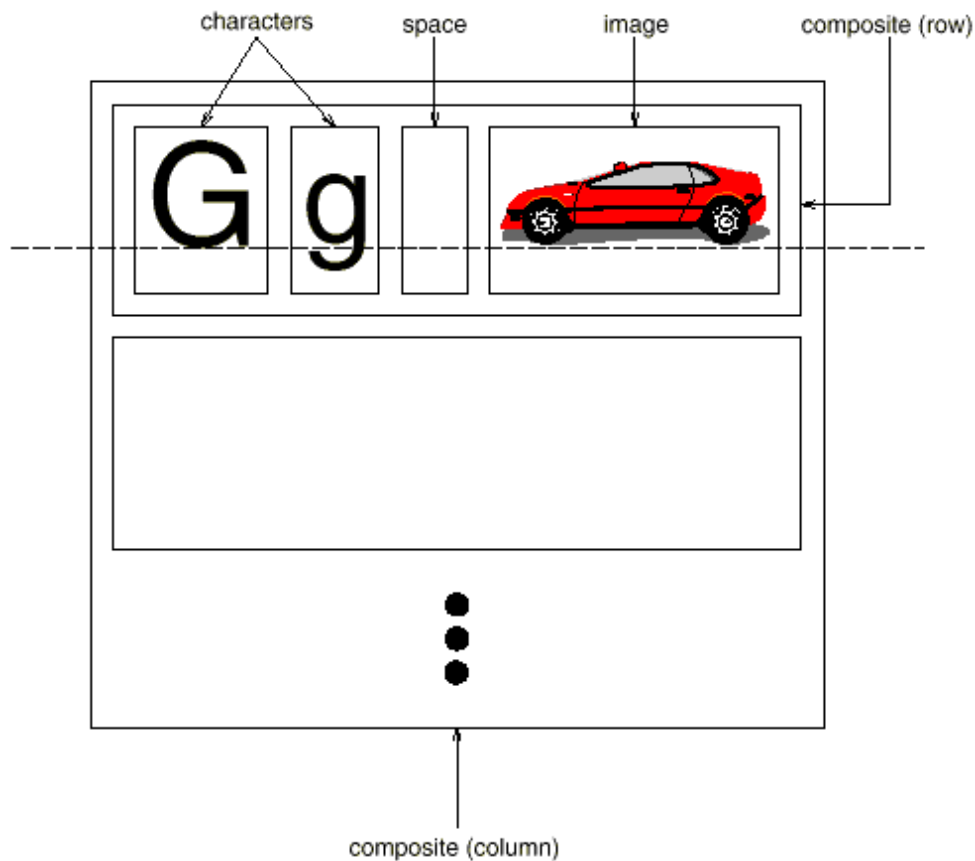 characters space image composite (row)
G g
composite (column)